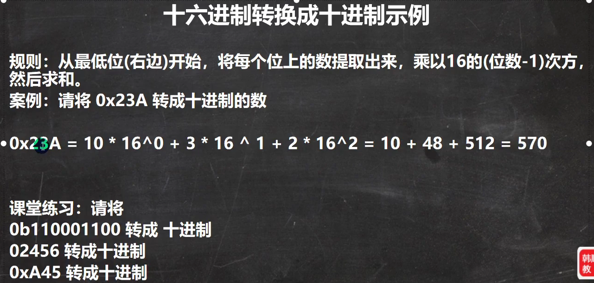 十六进制转换成十进制示例
规则：从最低位(右边)开始，将每个位上的数提取出来，乘以16的(位数-1)次方，
然后求和。
案例：请将 0x23A 转成十进制的数
0x23A = 10 * 16^0 + 3 * 16 ^ 1 + 2 * 16^2 = 10 + 48 + 512 = 570
课堂练习：请将
0b110001100 转成 十进制
02456 转成十进制
0xA45 转成十进制
教